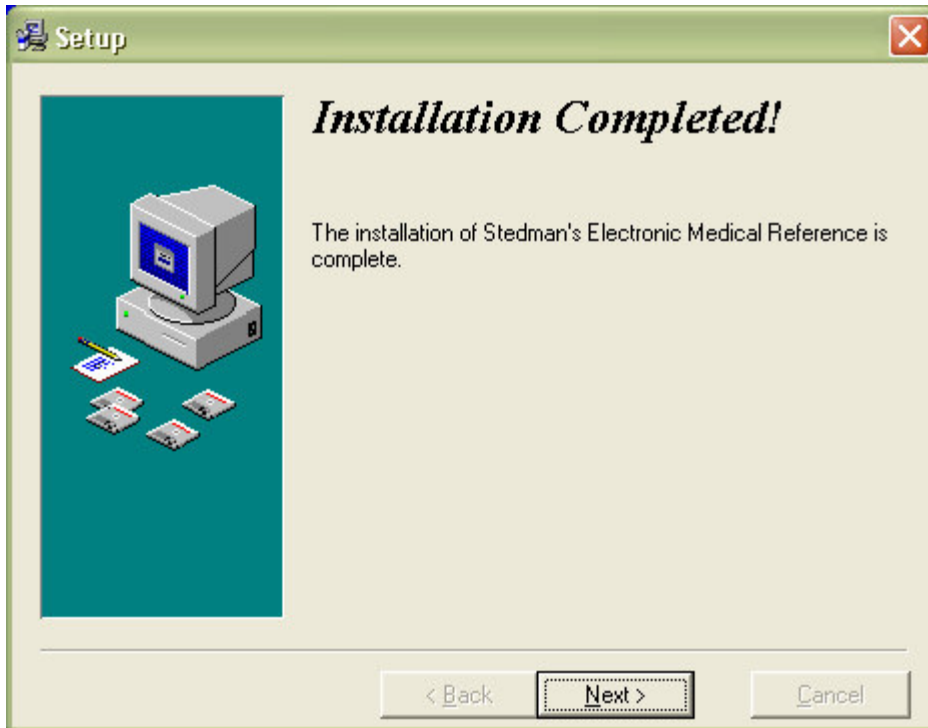 Setup
Installation Completed!
The installation of Stedman's Electronic Medical Reference is
complete.
< Back
Next >
Cancel